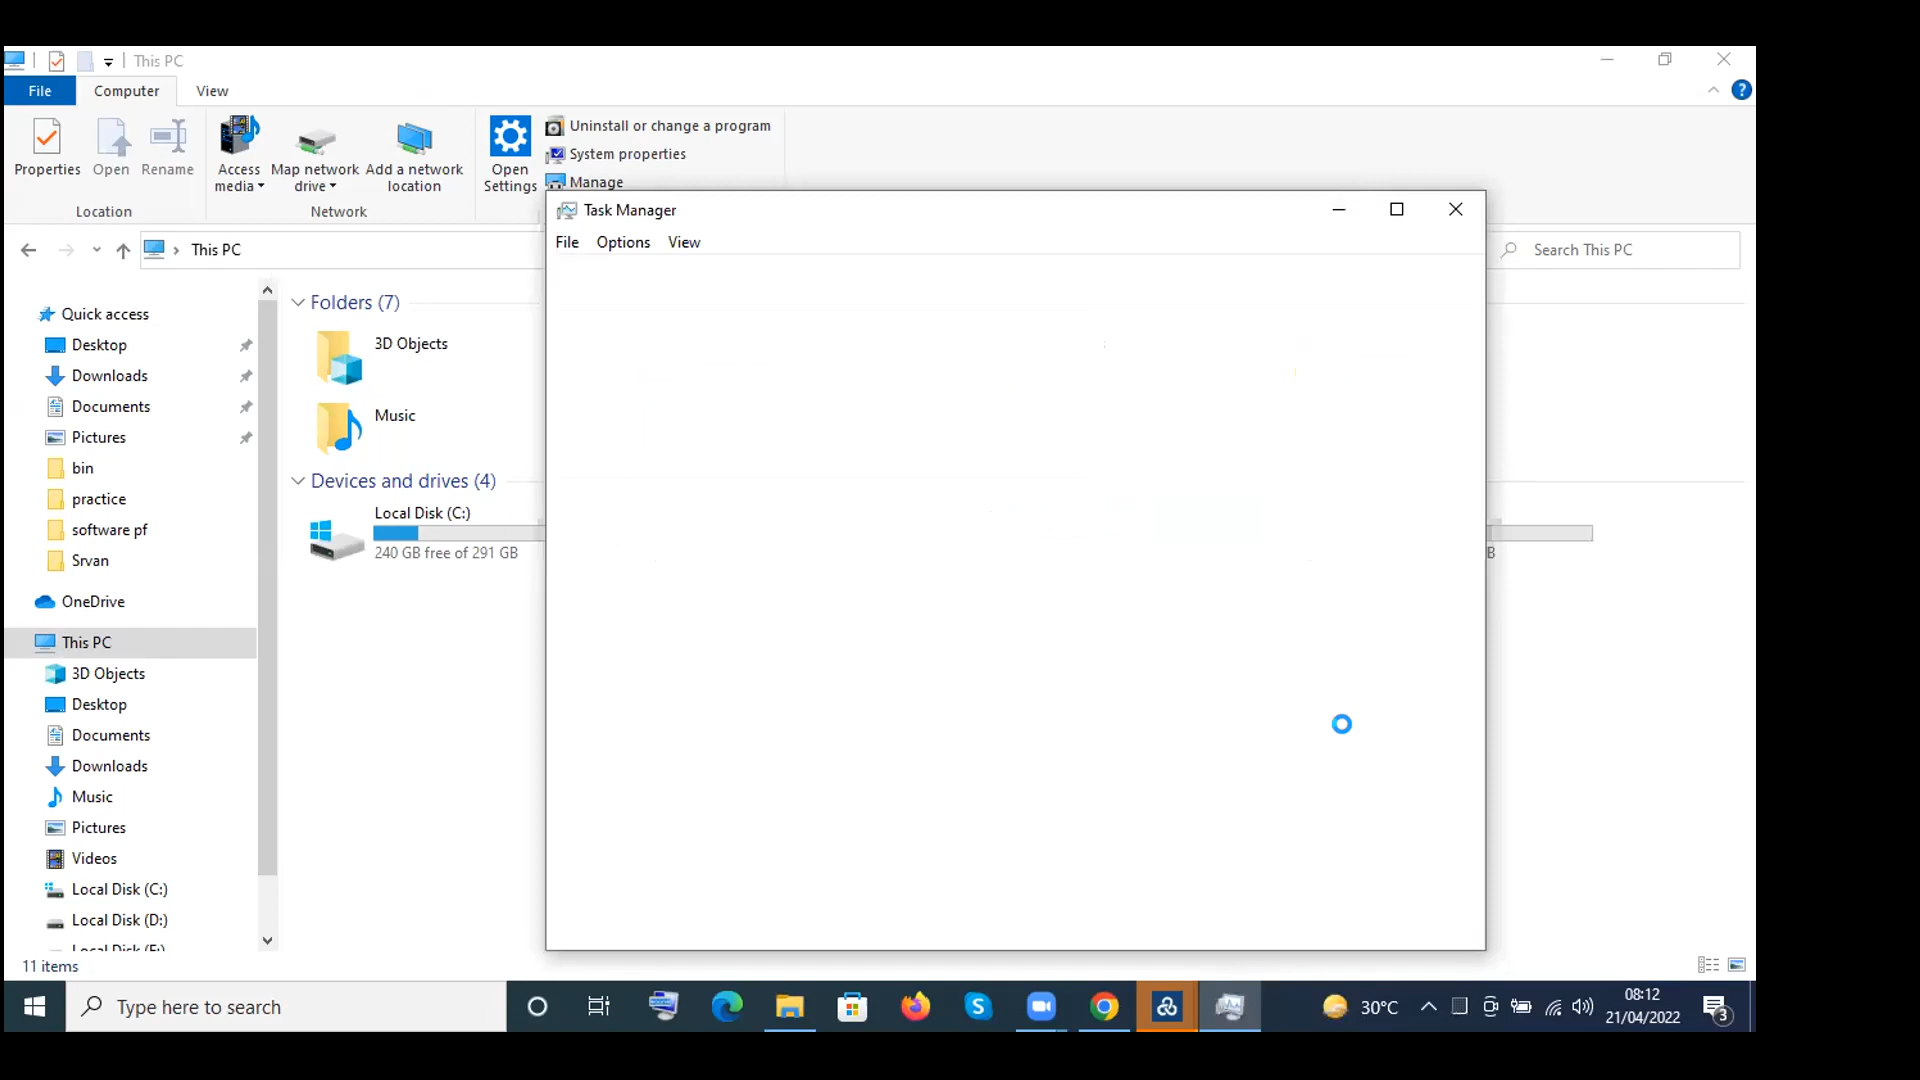 This PC
File Computer View
Properties Open Rename
Access media Map network drive Add a network location
Open Settings
Uninstall or change a program
System properties
Manage
Location
Network
This PC
Search This PC
Quick access
Desktop
Downloads
Documents
Pictures
bin
practice
software pf
Srvan
OneDrive
This PC
3D Objects
Desktop
Documents
Downloads
Music
Pictures
Videos
Local Disk (C:)
Local Disk (D:)
Folders (7)
3D Objects
Music
Devices and drives (4)
Local Disk (C:)
240 GB free of 291 GB
B
Task Manager
File Options View
11 items
Type here to search
30°C
08:12
21/04/2022
3